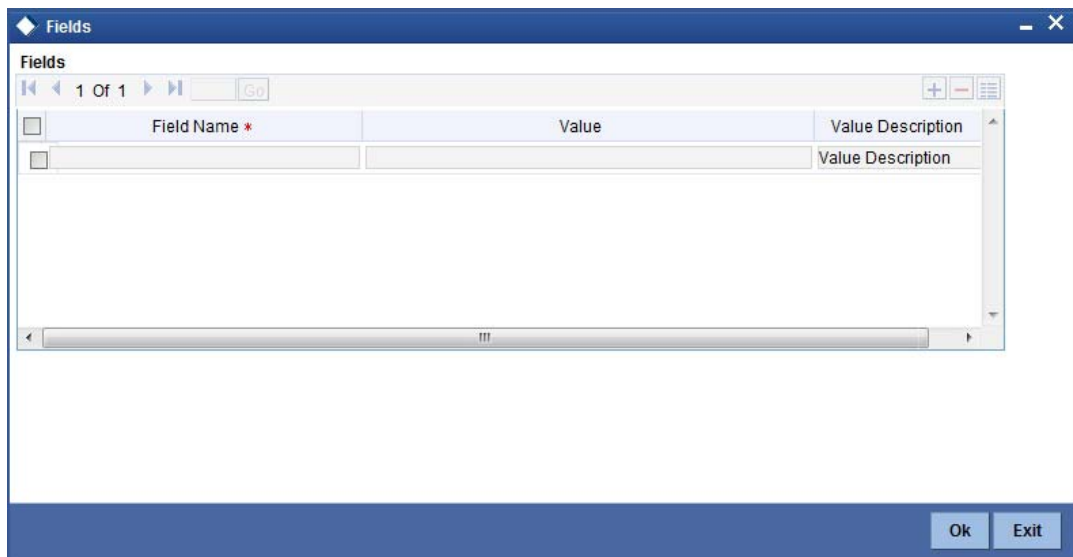 Fields
Fields
1 Of 1 Go
Field Name * Value Value Description
Value Description
Ok Exit